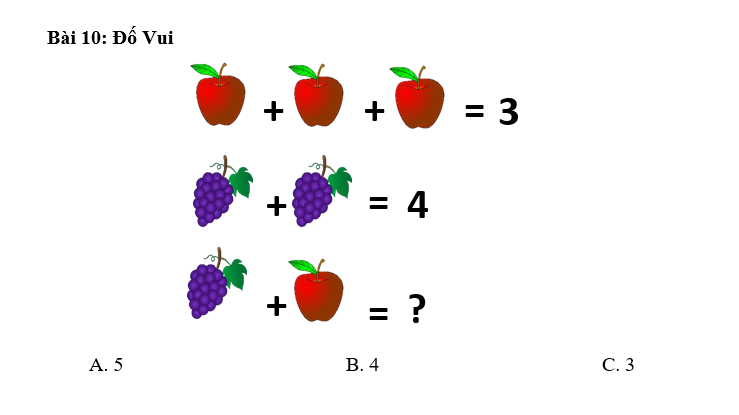 Bài 10: Đố Vui
+ + = 3
+ = 4
+ = ?
A. 5 B. 4 C. 3